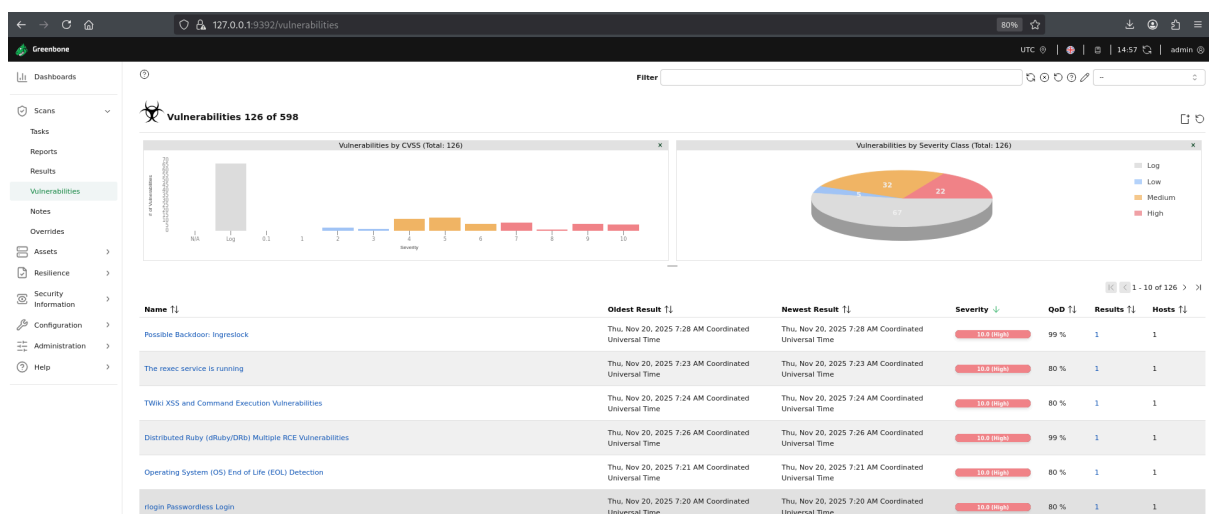 127.0.0.1:9392/vulnerabilities
80%
Greenbone
UTC
14:57
admin
Dashboards
Scans
Tasks
Reports
Results
Vulnerabilities
Notes
Overrides
Assets
Resilience
Security
Information
Configuration
Administration
Help
Filter
--
Vulnerabilities 126 of 598
Vulnerabilities by CVSS (Total: 126)
×
# of Vulnerabilities
N/A Log 0.1 1 2 3 4 5 6 7 8 9 10
Severity
Vulnerabilities by Severity Class (Total: 126)
×
32
22
5
67
Log
Low
Medium
High
1 - 10 of 126
Name Oldest Result Newest Result Severity QoD Results Hosts
Possible Backdoor: Ingreslock Thu, Nov 20, 2025 7:28 AM Coordinated Universal Time Thu, Nov 20, 2025 7:28 AM Coordinated Universal Time 10.0 (High) 99 % 1 1
The rexec service is running Thu, Nov 20, 2025 7:23 AM Coordinated Universal Time Thu, Nov 20, 2025 7:23 AM Coordinated Universal Time 10.0 (High) 80 % 1 1
TWiki XSS and Command Execution Vulnerabilities Thu, Nov 20, 2025 7:24 AM Coordinated Universal Time Thu, Nov 20, 2025 7:24 AM Coordinated Universal Time 10.0 (High) 80 % 1 1
Distributed Ruby (dRuby/DRb) Multiple RCE Vulnerabilities Thu, Nov 20, 2025 7:26 AM Coordinated Universal Time Thu, Nov 20, 2025 7:26 AM Coordinated Universal Time 10.0 (High) 99 % 1 1
Operating System (OS) End of Life (EOL) Detection Thu, Nov 20, 2025 7:21 AM Coordinated Universal Time Thu, Nov 20, 2025 7:21 AM Coordinated Universal Time 10.0 (High) 80 % 1 1
rlogin Passwordless Login Thu, Nov 20, 2025 7:20 AM Coordinated Universal Time Thu, Nov 20, 2025 7:20 AM Coordinated Universal Time 10.0 (High) 80 % 1 1